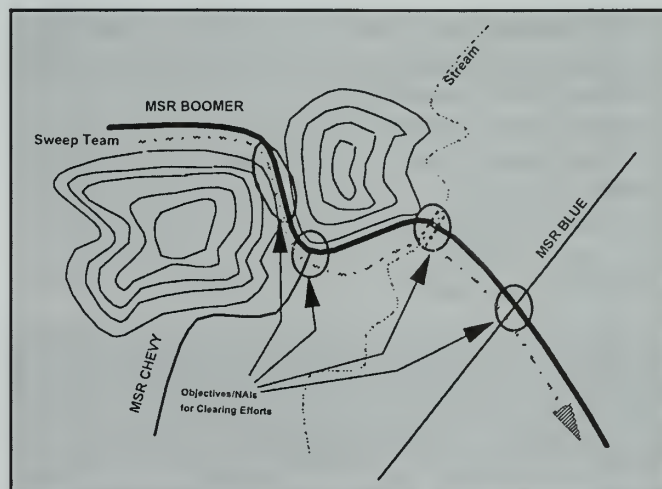 MSR BOOMER
Stream
Sweep Team
MSR BLUE
MSR CHEVY
Objectives/NAIs
for Clearing Efforts